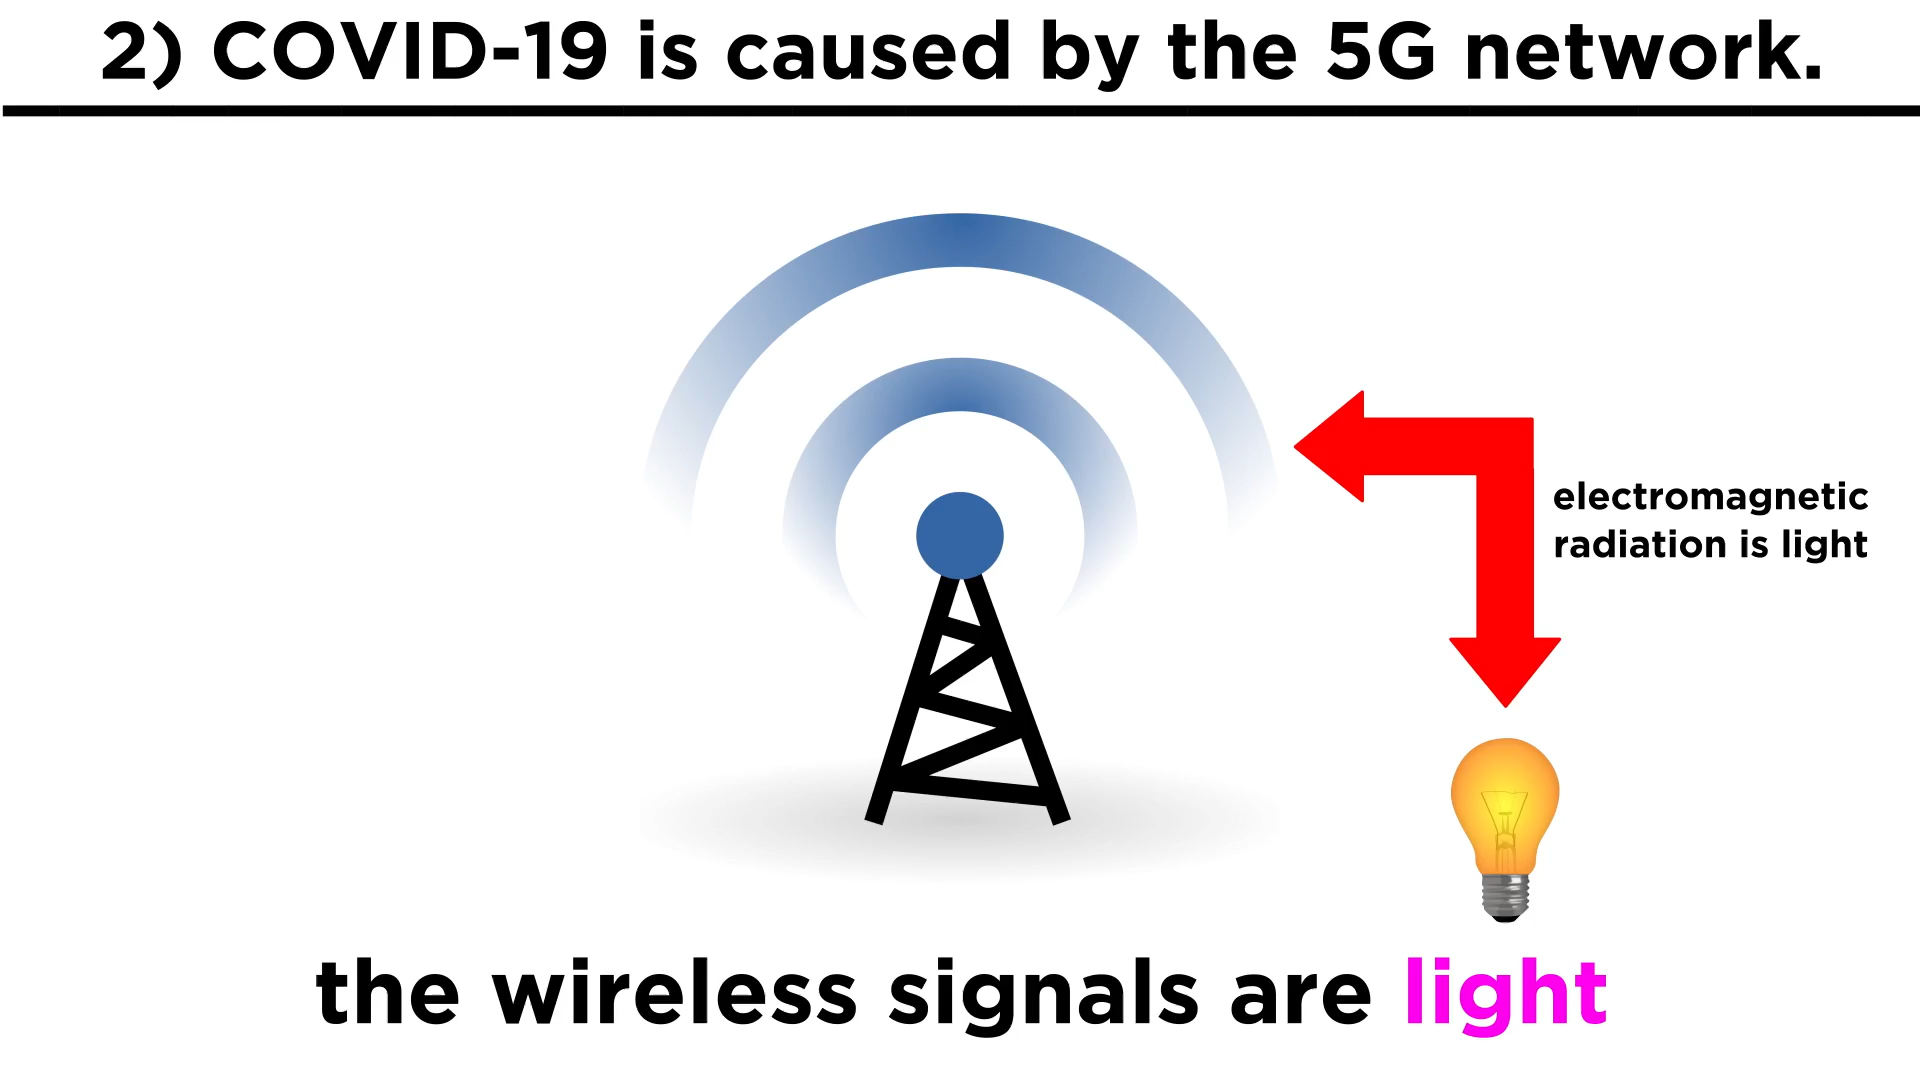 2) COVID-19 is caused by the 5G network.
electromagnetic
radiation is light
the wireless signals are light